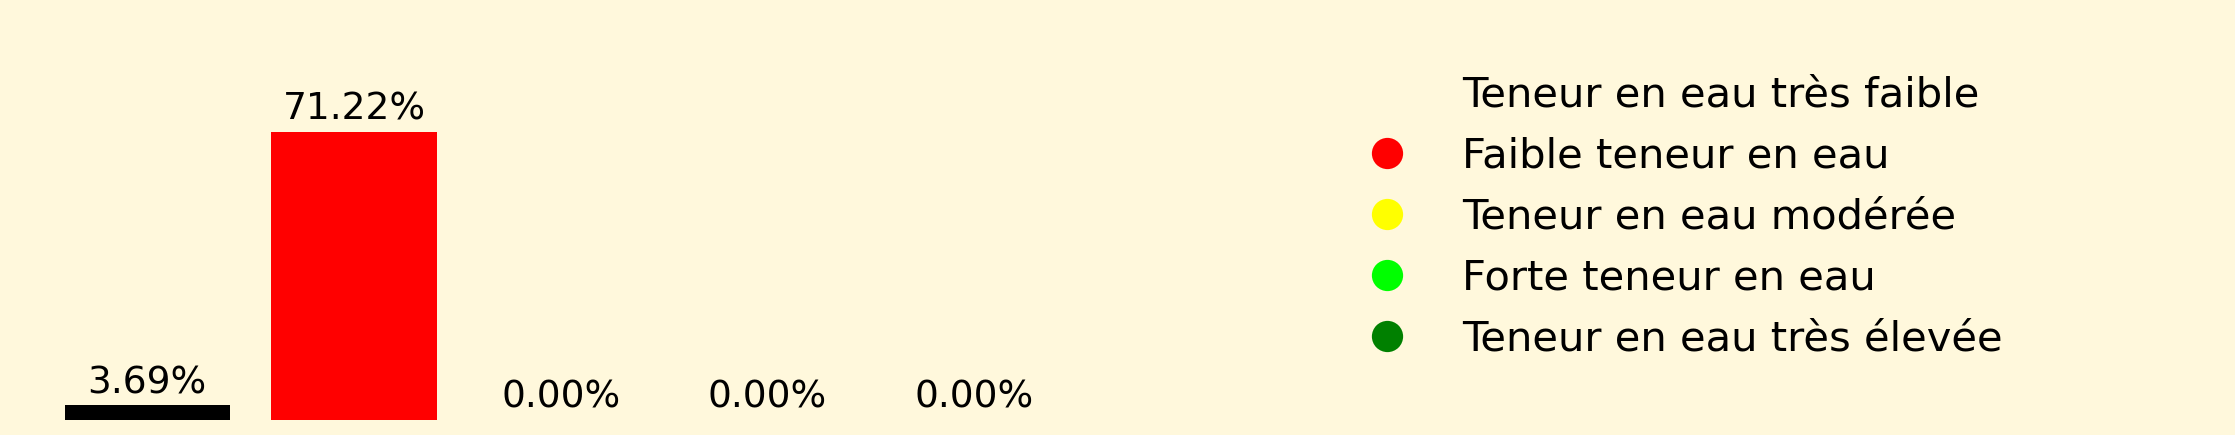 71.22%
3.69%
0.00%
0.00%
0.00%
Teneur en eau très faible
Faible teneur en eau
Teneur en eau modérée
Forte teneur en eau
Teneur en eau très élevée